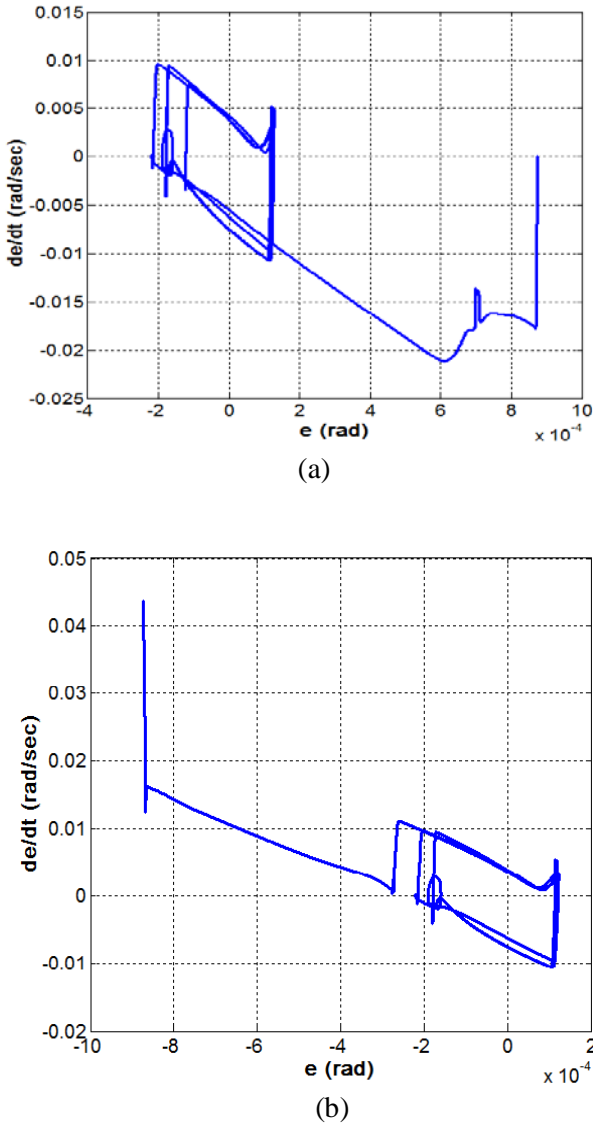 0.015
0.01
0.005
0
-0.005
-0.01
-0.015
-0.02
-0.025
de/dt (rad/sec)
-4 -2 0 2 4 6 8 10
e (rad)
x 10⁻⁴
(a)
0.05
0.04
0.03
0.02
0.01
0
-0.01
-0.02
de/dt (rad/sec)
-10 -8 -6 -4 -2 0 2
e (rad)
x 10⁻⁴
(b)